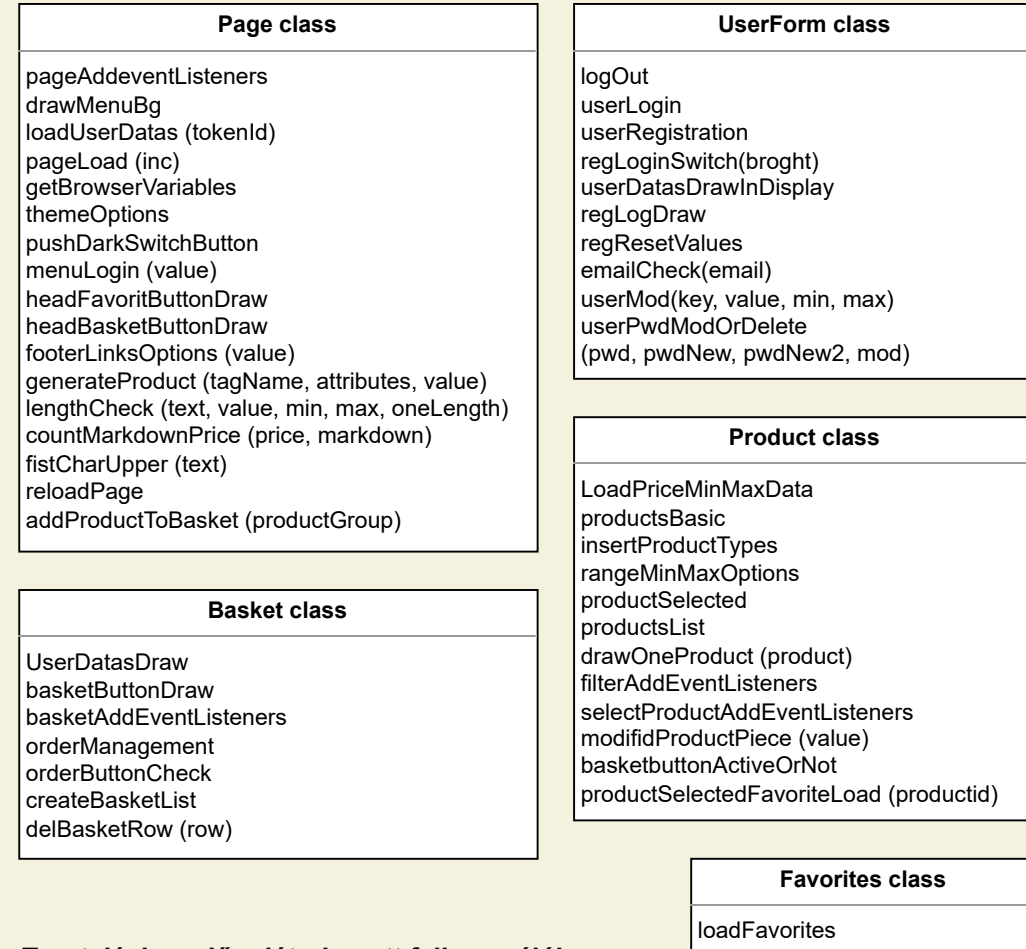 Page class
pageAddeventListeners
drawMenuBg
loadUserDatas (tokenId)
pageLoad (inc)
getBrowserVariables
themeOptions
pushDarkSwitchButton
menuLogin (value)
headFavoritButtonDraw
headBasketButtonDraw
footerLinksOptions (value)
generateProduct (tagName, attributes, value)
lengthCheck (text, value, min, max, oneLength)
countMarkdownPrice (price, markdown)
fistCharUpper (text)
reloadPage
addProductToBasket (productGroup)
Basket class
UserDatasDraw
basketButtonDraw
basketAddEventListeners
orderManagement
orderButtonCheck
createBasketList
delBasketRow (row)
UserForm class
logOut
userLogin
userRegistration
regLoginSwitch(broght)
userDatasDrawInDisplay
regLogDraw
regResetValues
emailCheck(email)
userMod(key, value, min, max)
userPwdModOrDelete
(pwd, pwdNew, pwdNew2, mod)
Product class
LoadPriceMinMaxData
productsBasic
insertProductTypes
rangeMinMaxOptions
productSelected
productsList
drawOneProduct (product)
filterAddEventListeners
selectProductAddEventListeners
modifidProductPiece (value)
basketbuttonActiveOrNot
productSelectedFavoriteLoad (productid)
Favorites class
loadFavorites